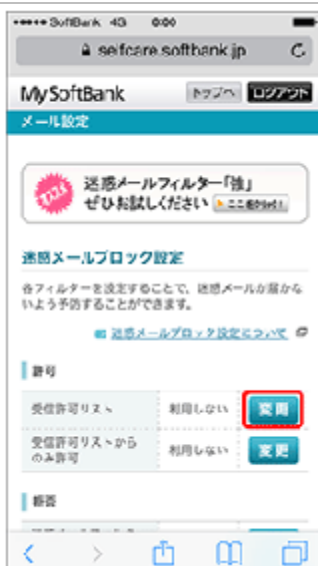 SoftBank 4G 0:00
selfcare.softbank.jp
My SoftBank トップへ ログアウト
メール設定
オススメ
迷惑メールフィルター「強」
ぜひお試しください
迷惑メールブロック設定
各フィルターを設定することで、迷惑メールが届かな
いよう予防することができます。
迷惑メールブロック設定について
許可
受信許可リスト 利用しない 変更
受信許可リストから
のみ許可 利用しない 変更
拒否